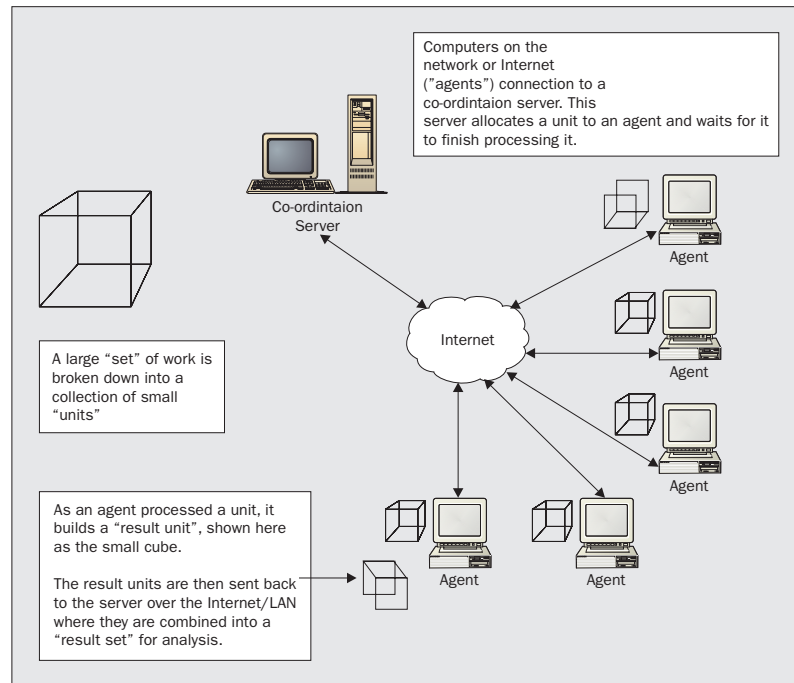 Computers on the
network or Internet
("agents") connection to a
co-ordintaion server. This
server allocates a unit to an agent and waits for it
to finish processing it.
Co-ordintaion
Server
Agent
Agent
Internet
A large “set” of work is
broken down into a
collection of small
“units”
Agent
As an agent processed a unit, it
builds a “result unit”, shown here
as the small cube.
The result units are then sent back
to the server over the Internet/LAN
where they are combined into a
“result set” for analysis.
Agent
Agent